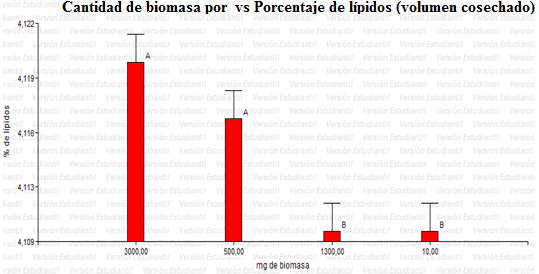 Cantidad de biomasa por vs Porcentaje de lípidos (volumen cosechado)
4,122
4,119
4,116
4,113
4,109
% de lípidos
A
A
B
B
3000,00 500,00 1300,00 10,00
mg de biomasa
Versión Estudiantil